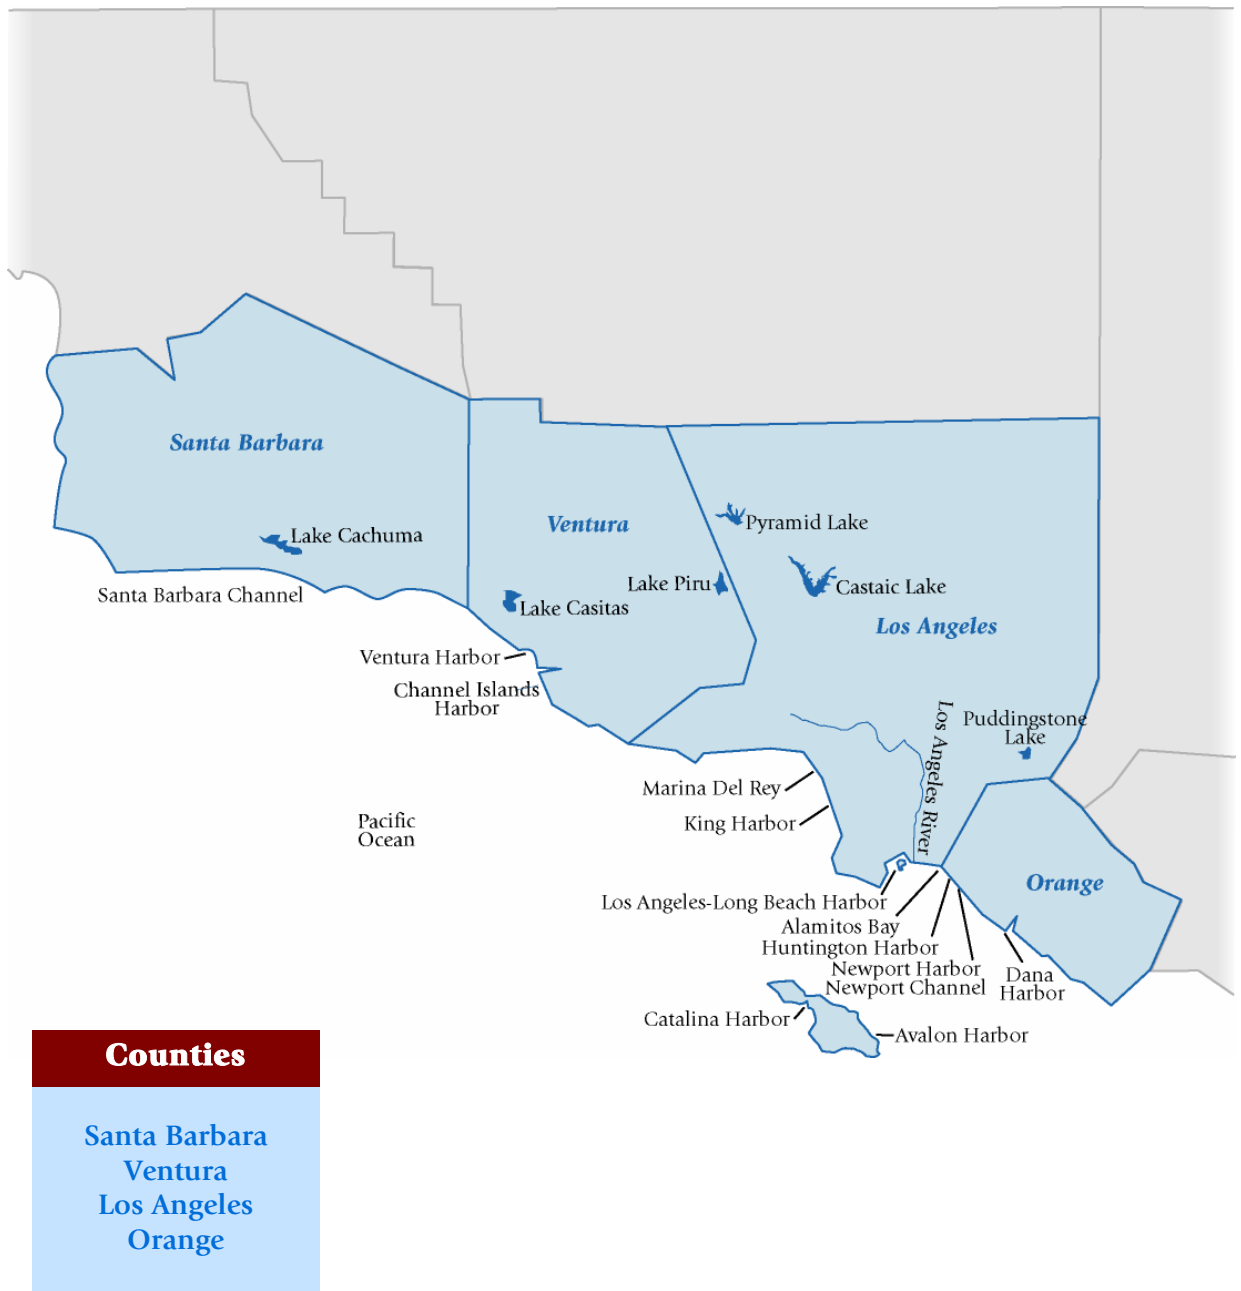 Santa Barbara
Ventura
Pyramid Lake
Lake Cachuma
Lake Piru
Castaic Lake
Santa Barbara Channel
Lake Casitas
Los Angeles
Ventura Harbor
Channel Islands
Harbor
Los Angeles River
Puddingstone
Lake
Marina Del Rey
King Harbor
Pacific
Ocean
Orange
Los Angeles-Long Beach Harbor
Alamitos Bay
Huntington Harbor
Newport Harbor
Newport Channel
Dana
Harbor
Catalina Harbor
Avalon Harbor
Counties
Santa Barbara
Ventura
Los Angeles
Orange